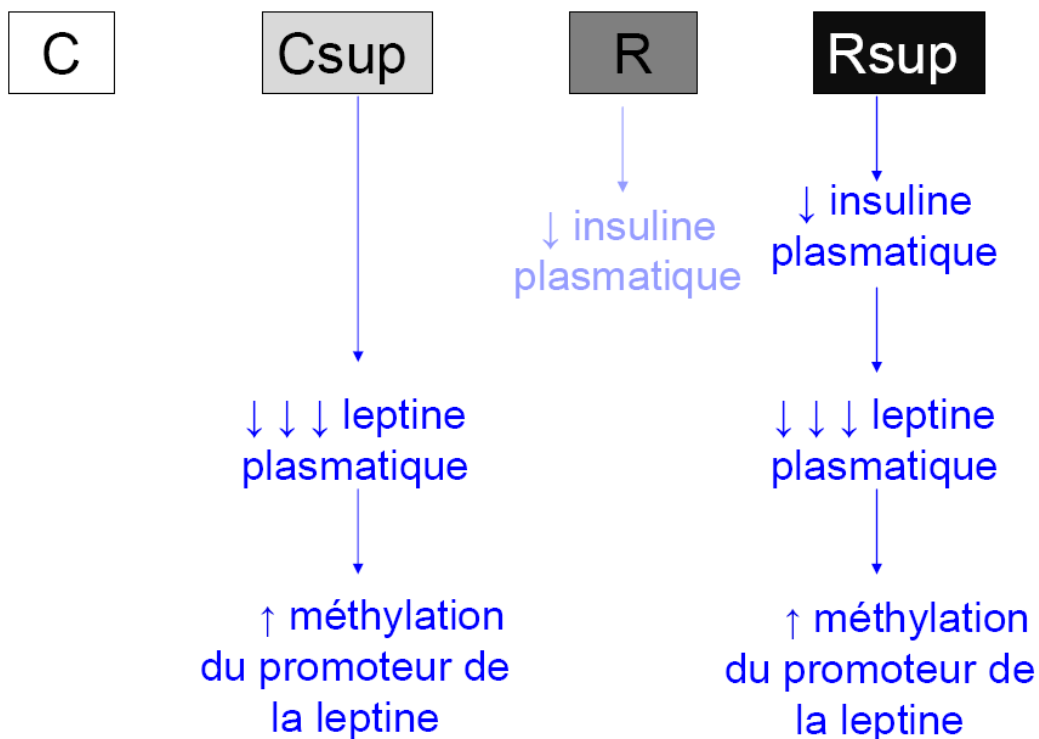 C
Csup
R
Rsup
↓ insuline
plasmatique
↓ insuline
plasmatique
↓ ↓ ↓ leptine
plasmatique
↓ ↓ ↓ leptine
plasmatique
↑ méthylation
du promoteur de
la leptine
↑ méthylation
du promoteur de
la leptine